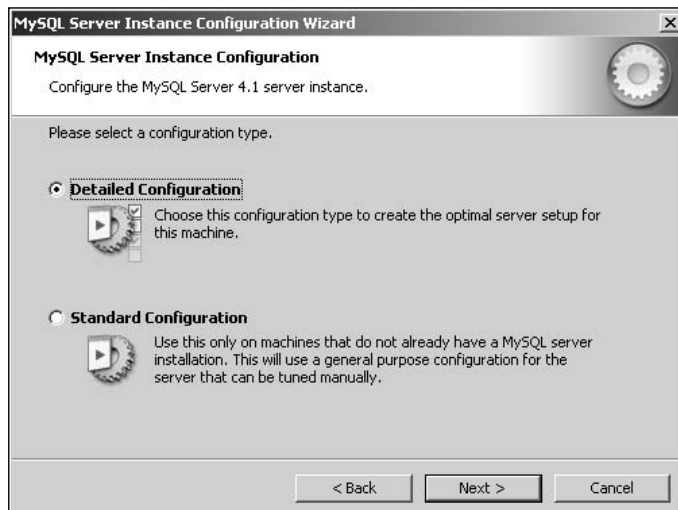 MySQL Server Instance Configuration Wizard
MySQL Server Instance Configuration
Configure the MySQL Server 4.1 server instance.
Please select a configuration type.
Detailed Configuration
Choose this configuration type to create the optimal server setup for
this machine.
Standard Configuration
Use this only on machines that do not already have a MySQL server
installation. This will use a general purpose configuration for the
server that can be tuned manually.
< Back
Next >
Cancel